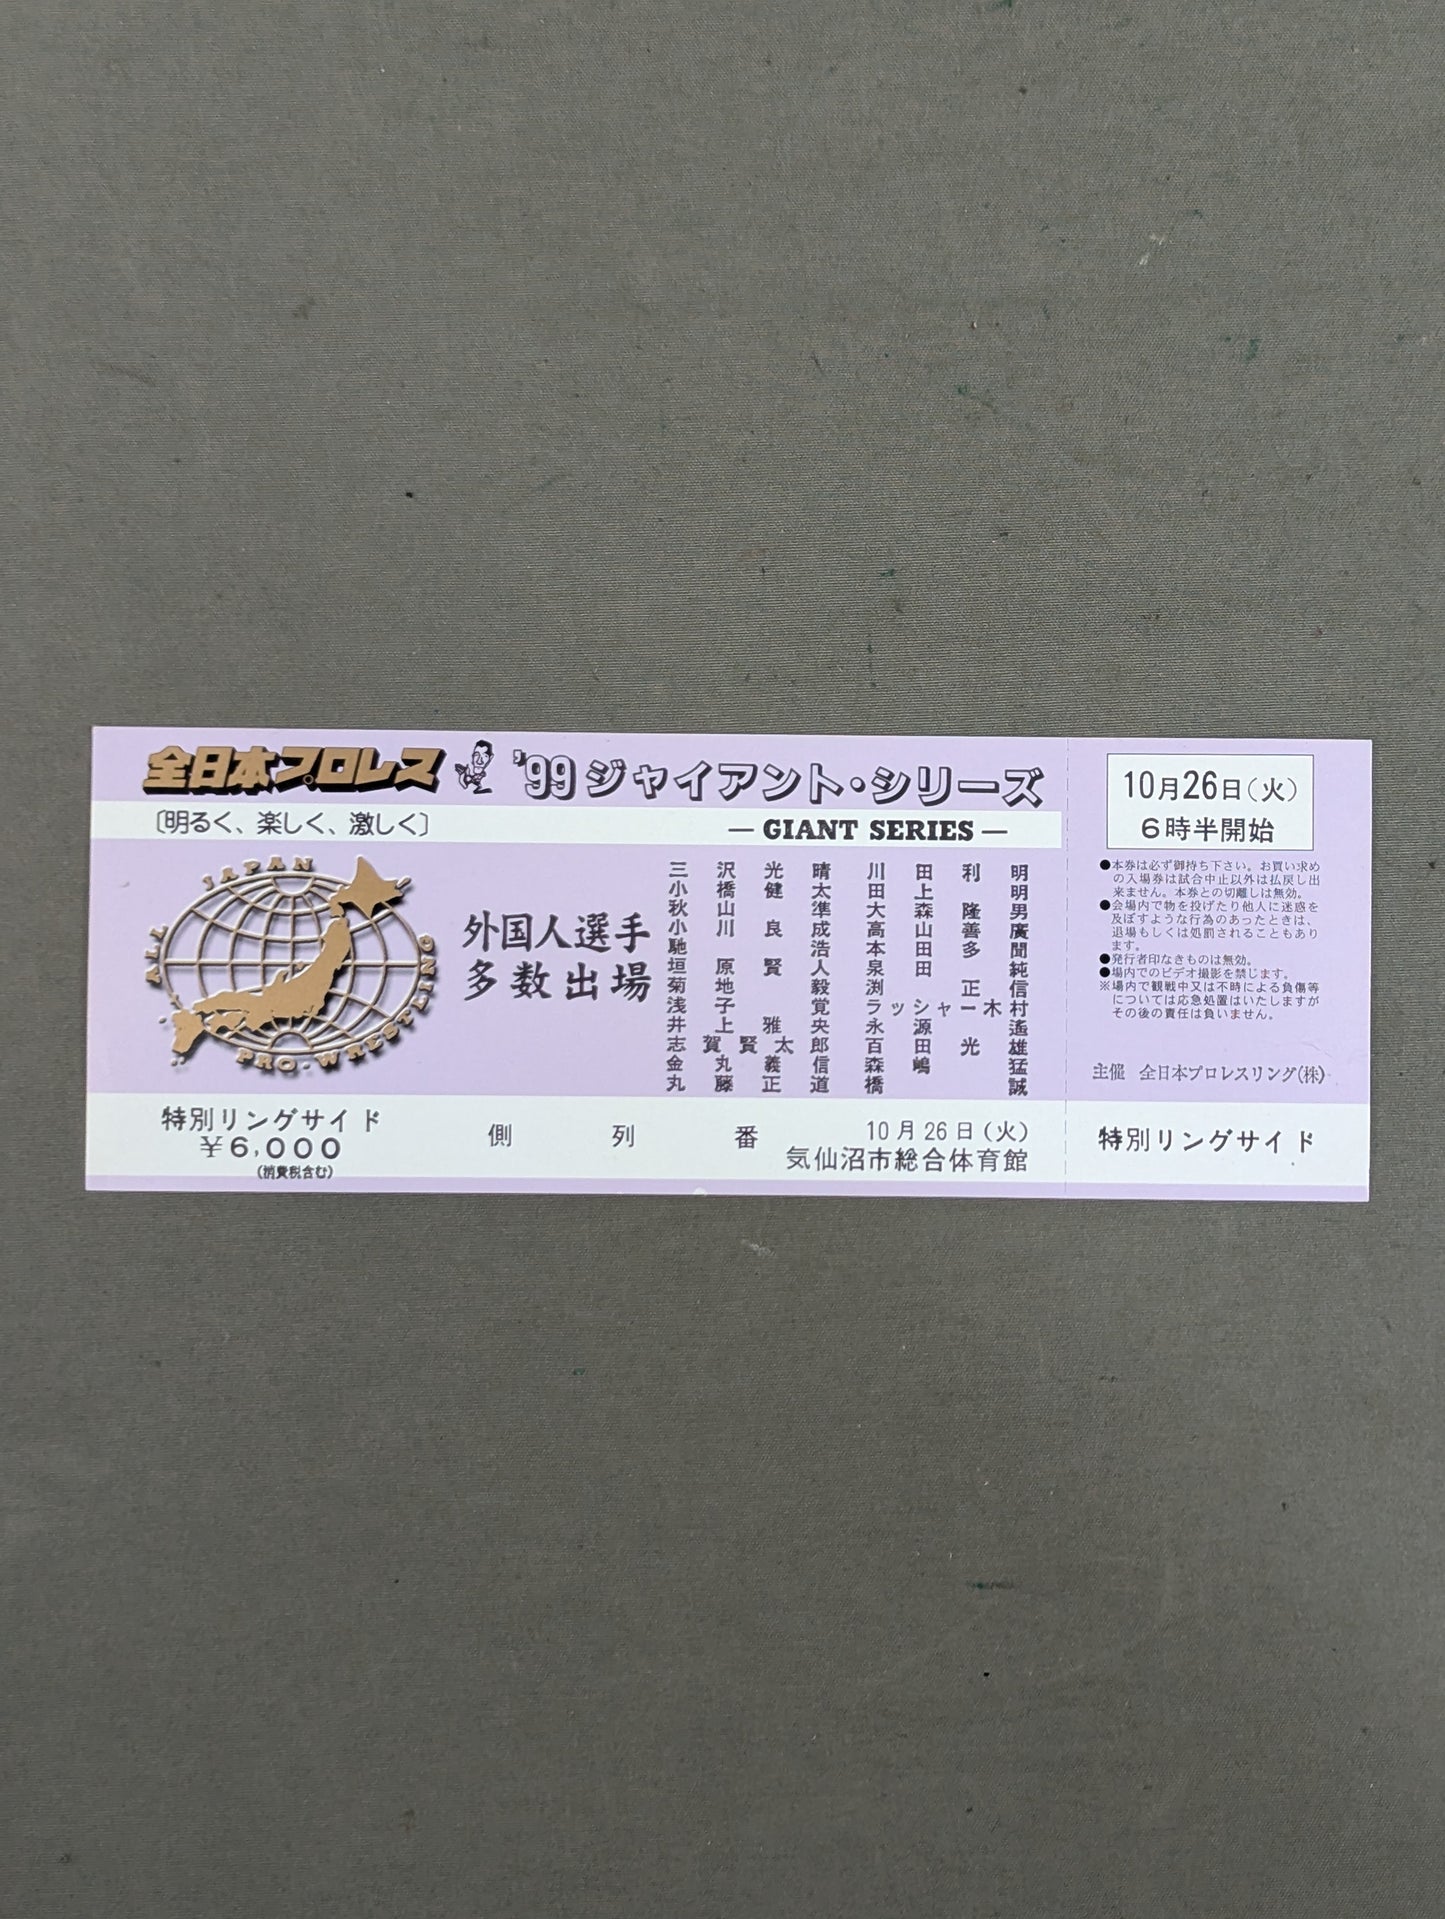 全日本プロレス
'99ジャイアント・シリーズ
〔明るく、楽しく、激しく〕
— GIANT SERIES —
ALL JAPAN PRO-WRESTLING
外国人選手
多数出場
三沢光晴 川田利明
小橋健太 田上明
秋山準 大森隆男
小川良成 高山善廣
馳浩 本田多聞
垣原賢人 泉田純
菊地毅 渕正信
浅子覚 ラッシャー木村
井上雅央 永源遙
志賀賢太郎 百田光雄
金丸義信 森嶋猛
丸藤正道 橋誠
特別リングサイド
¥6,000
(消費税含む)
側 列 番
10月26日(火)
気仙沼市総合体育館
10月26日(火)
6時半開始
●本券は必ず御持ち下さい。お買い求め
の入場券は試合中止以外は払戻し出
来ません。本券との切離しは無効。
●会場内で物を投げたり他人に迷惑を
及ぼすような行為のあったときは、
退場もしくは処罰されることもあり
ます。
●発行者印なきものは無効。
●場内でのビデオ撮影を禁じます。
※場内で観戦中又は不時による負傷等
については応急処置はいたしますが
その後の責任は負いません。
主催 全日本プロレスリング(株)
特別リングサイド